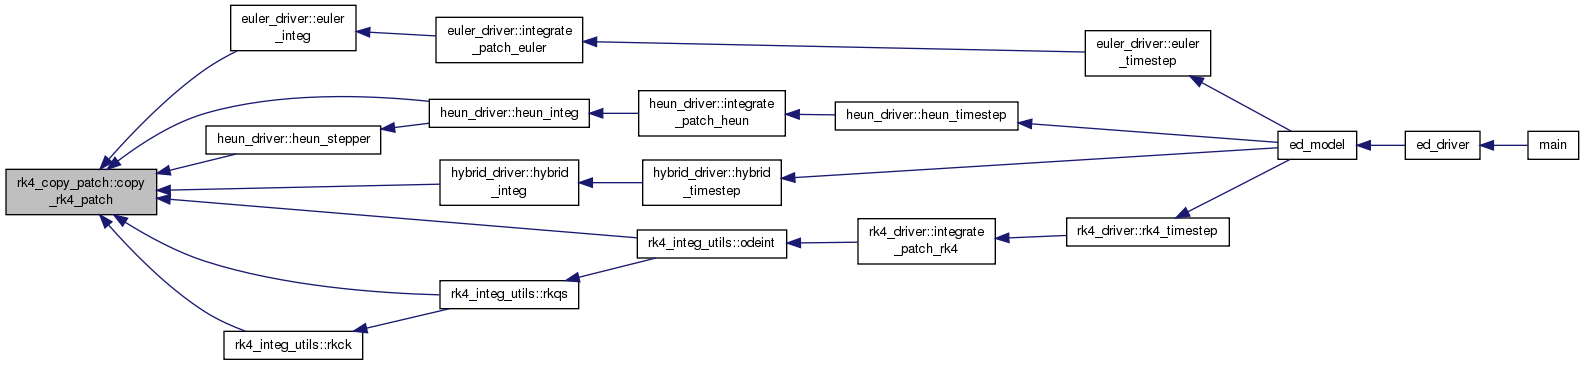 euler_driver::euler
_integ
euler_driver::integrate
_patch_euler
euler_driver::euler
_timestep
heun_driver::heun_integ
heun_driver::integrate
_patch_heun
heun_driver::heun_timestep
heun_driver::heun_stepper
ed_model
ed_driver
main
rk4_copy_patch::copy
_rk4_patch
hybrid_driver::hybrid
_integ
hybrid_driver::hybrid
_timestep
rk4_integ_utils::odeint
rk4_driver::integrate
_patch_rk4
rk4_driver::rk4_timestep
rk4_integ_utils::rkqs
rk4_integ_utils::rkck